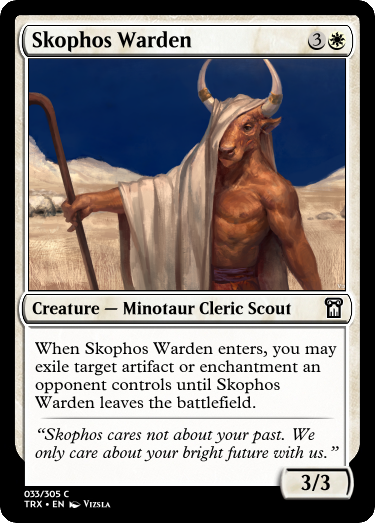 Skophos Warden 3
Creature — Minotaur Cleric Scout
When Skophos Warden enters, you may
exile target artifact or enchantment an
opponent controls until Skophos
Warden leaves the battlefield.
“Skophos cares not about your past. We
only care about your bright future with us.”
3/3
033/305 C
TRX • EN Vizsla